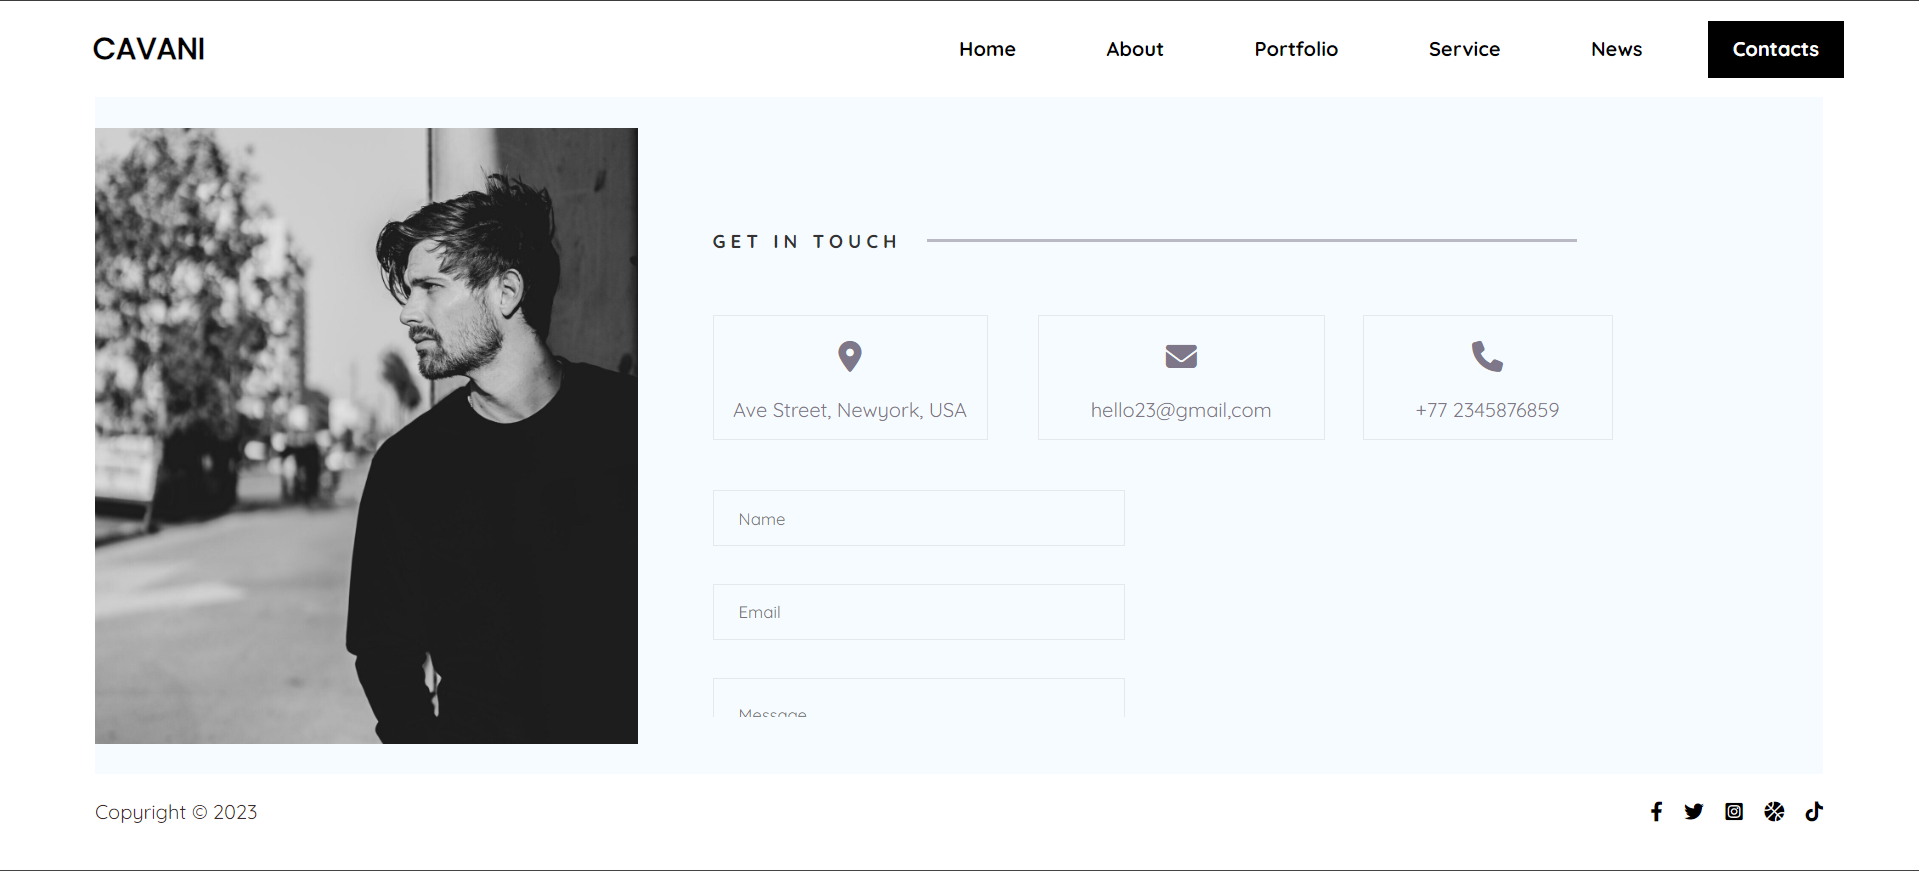 CAVANI
Home
About
Portfolio
Service
News
Contacts
GET IN TOUCH
Ave Street, Newyork, USA
hello23@gmail,com
+77 2345876859
Name
Email
Message
Copyright © 2023